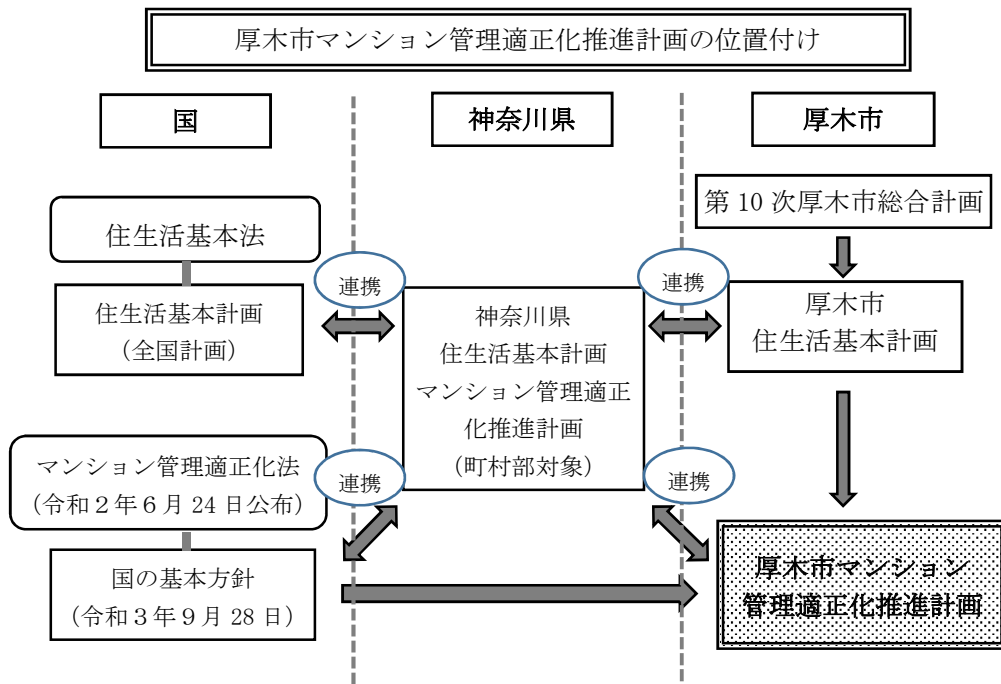 厚木市マンション管理適正化推進計画の位置付け
国
神奈川県
厚木市
第10次厚木市総合計画
住生活基本法
連携
連携
住生活基本計画
（全国計画）
神奈川県
住生活基本計画
マンション管理適正
化推進計画
（町村部対象）
厚木市
住生活基本計画
マンション管理適正化法
（令和２年６月24日公布）
連携
連携
国の基本方針
（令和３年９月28日）
厚木市マンション
管理適正化推進計画